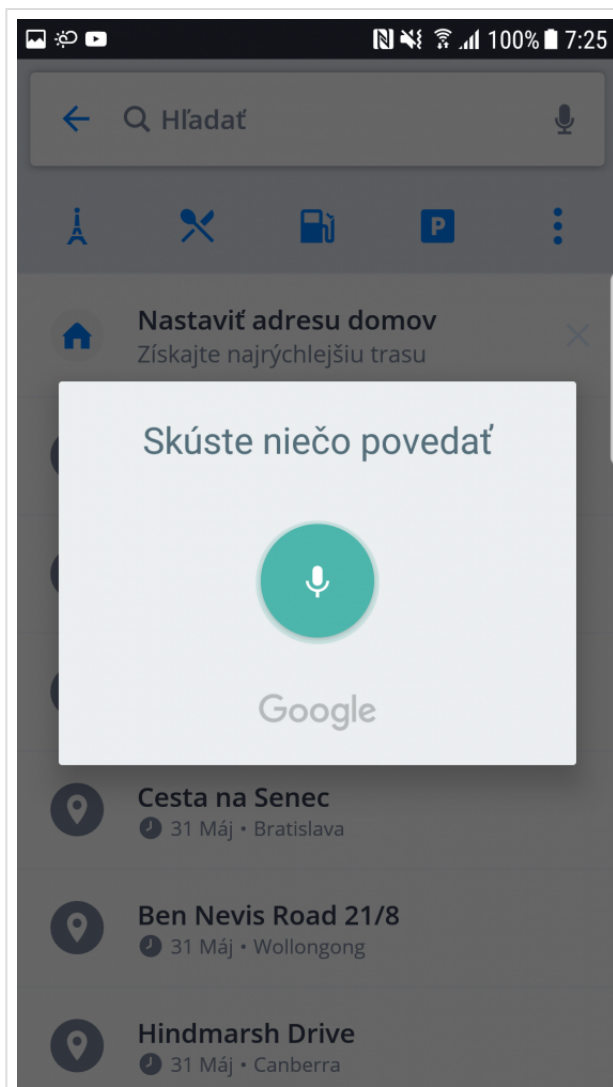 100% 7:25
Hľadať
P
Nastaviť adresu domov
Získajte najrýchlejšiu trasu
Skúste niečo povedať
Google
Cesta na Senec
31 Máj • Bratislava
Ben Nevis Road 21/8
31 Máj • Wollongong
Hindmarsh Drive
31 Máj • Canberra